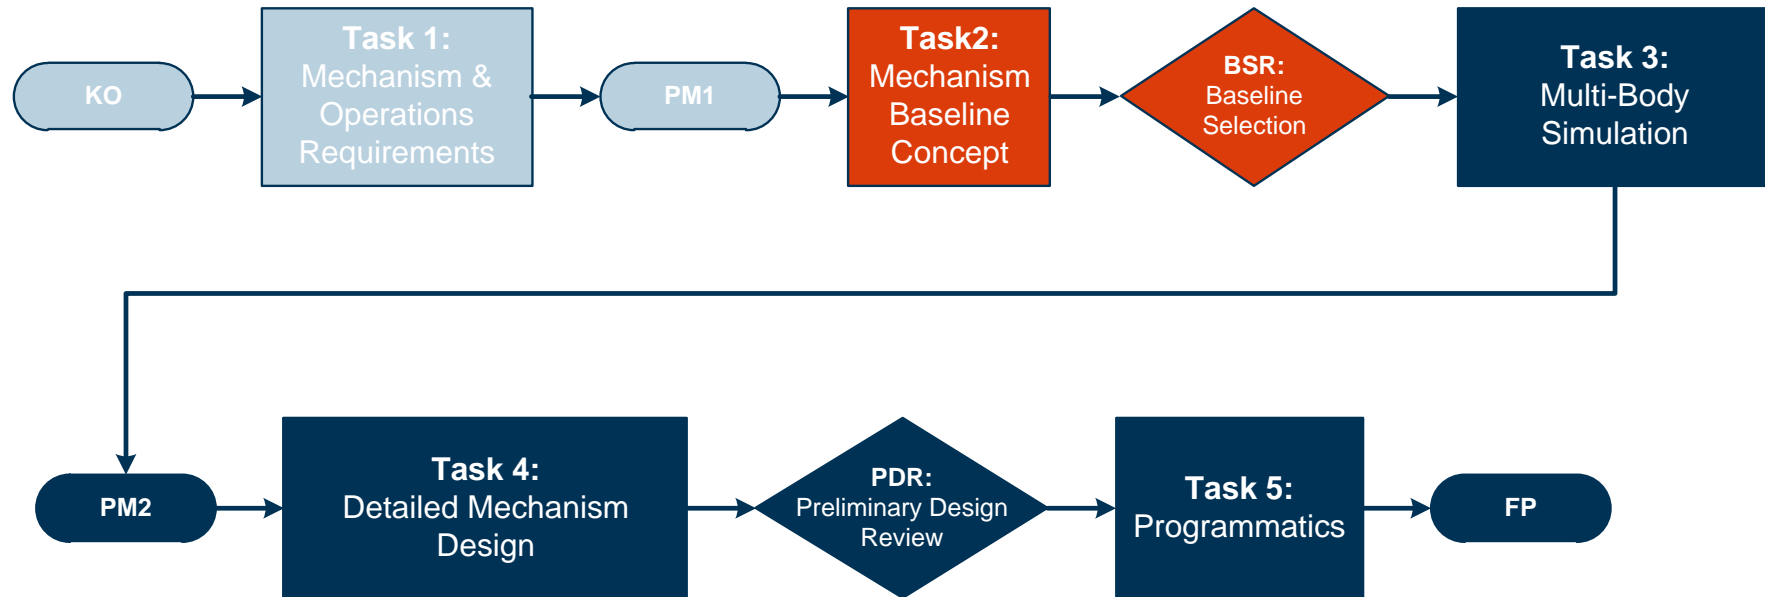 KO
Task 1:
Mechanism &
Operations
Requirements
PM1
Task2:
Mechanism
Baseline
Concept
BSR:
Baseline
Selection
Task 3:
Multi-Body
Simulation
PM2
Task 4:
Detailed Mechanism
Design
PDR:
Preliminary Design
Review
Task 5:
Programmatics
FP